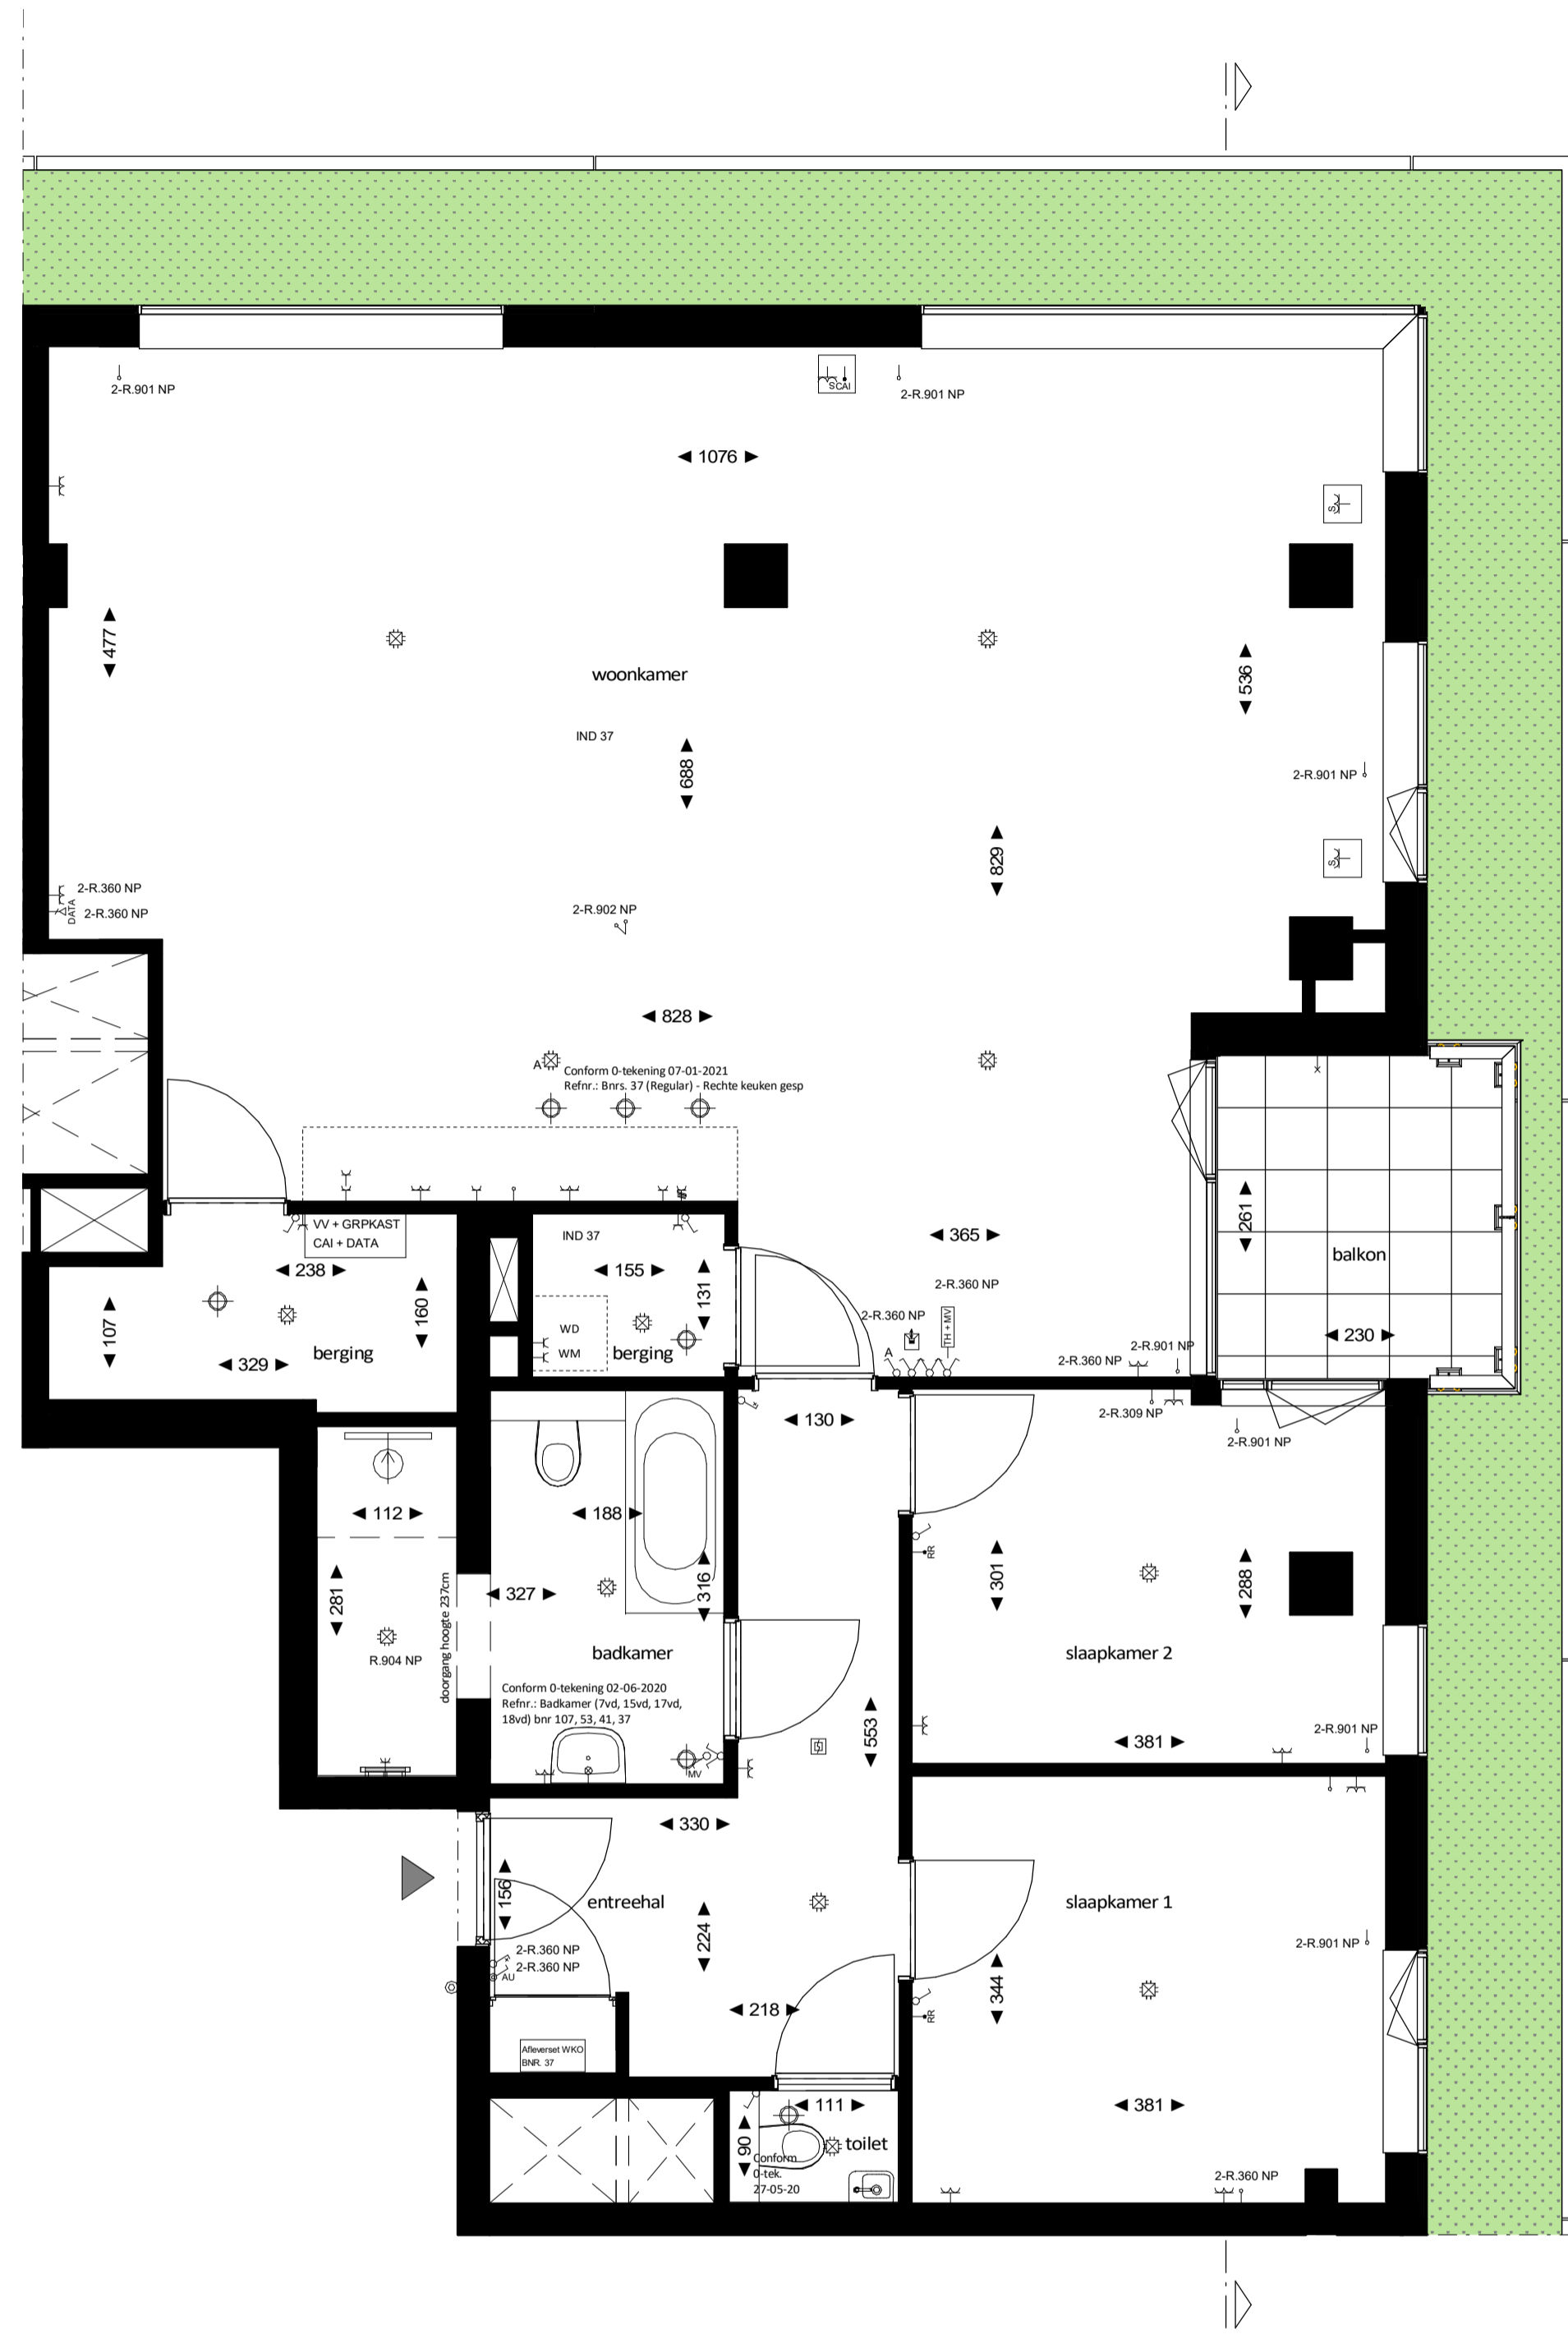 2-R.901 NP
SCAI
2-R.901 NP
1076
S
477
woonkamer
536
IND 37
688
2-R.901 NP
829
S
2-R.360 NP
DATA
2-R.360 NP
2-R.902 NP
828
A
Conform 0-tekening 07-01-2021
Refnr.: Bnrs. 37 (Regular) - Rechte keuken gesp
VV + GRPKAST
CAI + DATA
IND 37
238
155
131
365
261
balkon
2-R.360 NP
107
160
329
berging
WD
WM
berging
2-R.360 NP
TH + MV
A
2-R.901 NP
2-R.360 NP
230
130
2-R.309 NP
2-R.901 NP
112
188
RR
281
doorgang hoogte 237cm
327
316
301
288
R.904 NP
badkamer
slaapkamer 2
Conform 0-tekening 02-06-2020
Refnr.: Badkamer (7vd, 15vd, 17vd,
18vd) bnr 107, 53, 41, 37
553
381
2-R.901 NP
MV
330
156
entreehal
slaapkamer 1
224
2-R.901 NP
2-R.360 NP
2-R.360 NP
AU
344
218
RR
Afleverset WKO
BNR. 37
111
381
90
toilet
Conform
0-tek.
27-05-20
2-R.360 NP